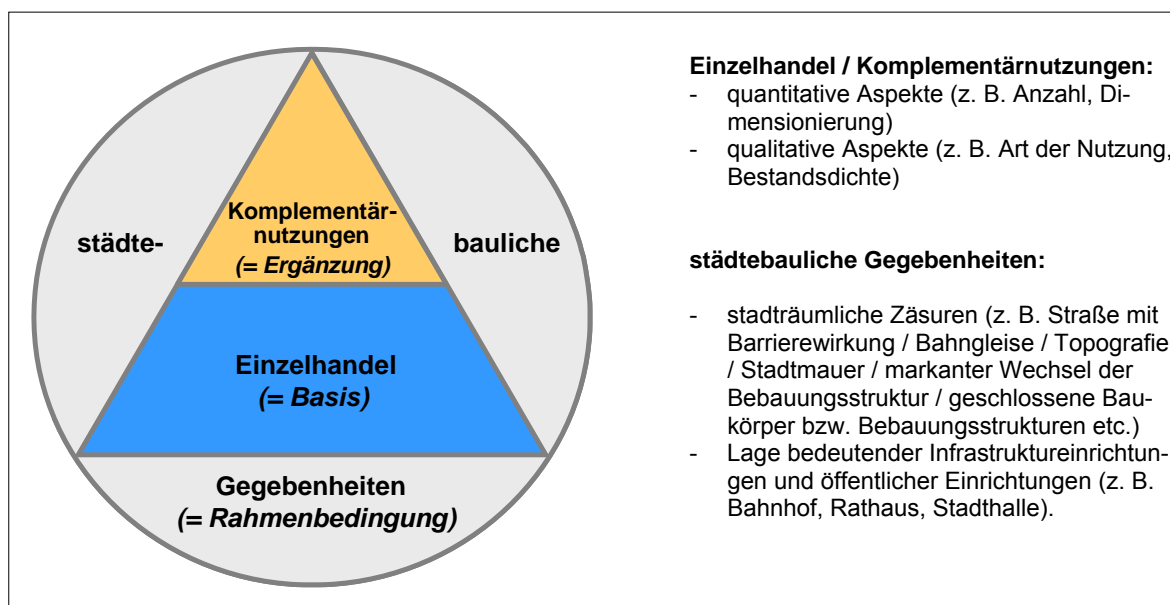 Komplementär-
nutzungen
(= Ergänzung)
städte-
bauliche
Einzelhandel
(= Basis)
Gegebenheiten
(= Rahmenbedingung)
Einzelhandel / Komplementärnutzungen:
- quantitative Aspekte (z. B. Anzahl, Di-
mensionierung)
- qualitative Aspekte (z. B. Art der Nutzung,
Bestandsdichte)
städtebauliche Gegebenheiten:
- stadträumliche Zäsuren (z. B. Straße mit
Barrierewirkung / Bahngleise / Topografie
/ Stadtmauer / markanter Wechsel der
Bebauungsstruktur / geschlossene Bau-
körper bzw. Bebauungsstrukturen etc.)
- Lage bedeutender Infrastruktureinrichtun-
gen und öffentlicher Einrichtungen (z. B.
Bahnhof, Rathaus, Stadthalle).